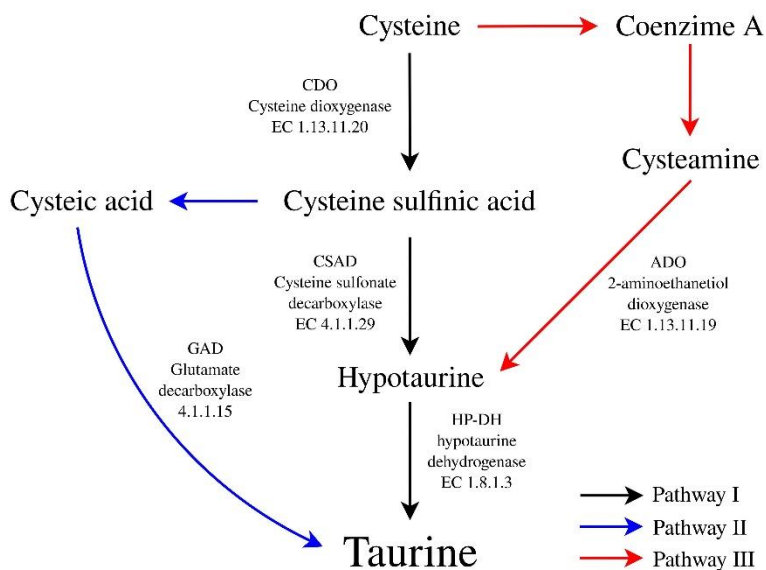 Cysteine
Coenzime A
CDO
Cysteine dioxygenase
EC 1.13.11.20
Cysteamine
Cysteic acid
Cysteine sulfinic acid
CSAD
Cysteine sulfonate
decarboxylase
EC 4.1.1.29
ADO
2-aminoethanetiol
dioxygenase
EC 1.13.11.19
GAD
Glutamate
decarboxylase
4.1.1.15
Hypotaurine
HP-DH
hypotaurine
dehydrogenase
EC 1.8.1.3
Taurine
Pathway I
Pathway II
Pathway III